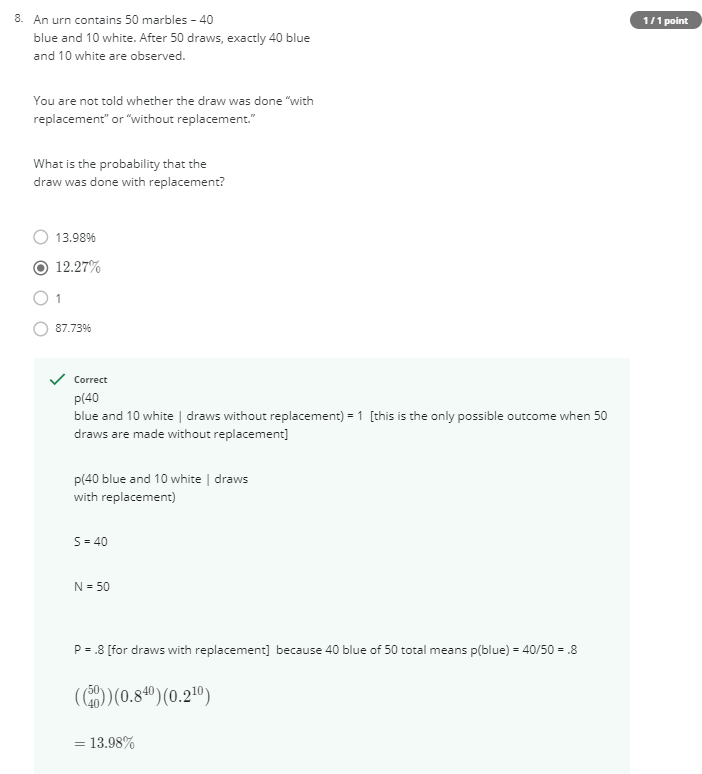 8. An urn contains 50 marbles – 40
1 / 1 point
blue and 10 white. After 50 draws, exactly 40 blue
and 10 white are observed.
You are not told whether the draw was done “with
replacement” or “without replacement.”
What is the probability that the
draw was done with replacement?
13.98%
12.27%
1
87.73%
Correct
p(40
blue and 10 white | draws without replacement) = 1 [this is the only possible outcome when 50
draws are made without replacement]
p(40 blue and 10 white | draws
with replacement)
S = 40
N = 50
P = .8 [for draws with replacement] because 40 blue of 50 total means p(blue) = 40/50 = .8
((50 40))(0.8^40)(0.2^10)
= 13.98%